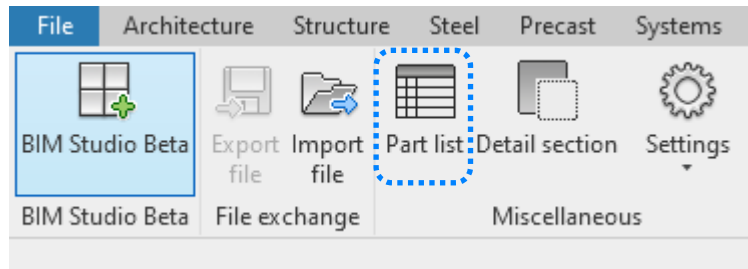 File Architecture Structure Steel Precast Systems
BIM Studio Beta Export Import Part list Detail section Settings
file file
BIM Studio Beta File exchange Miscellaneous